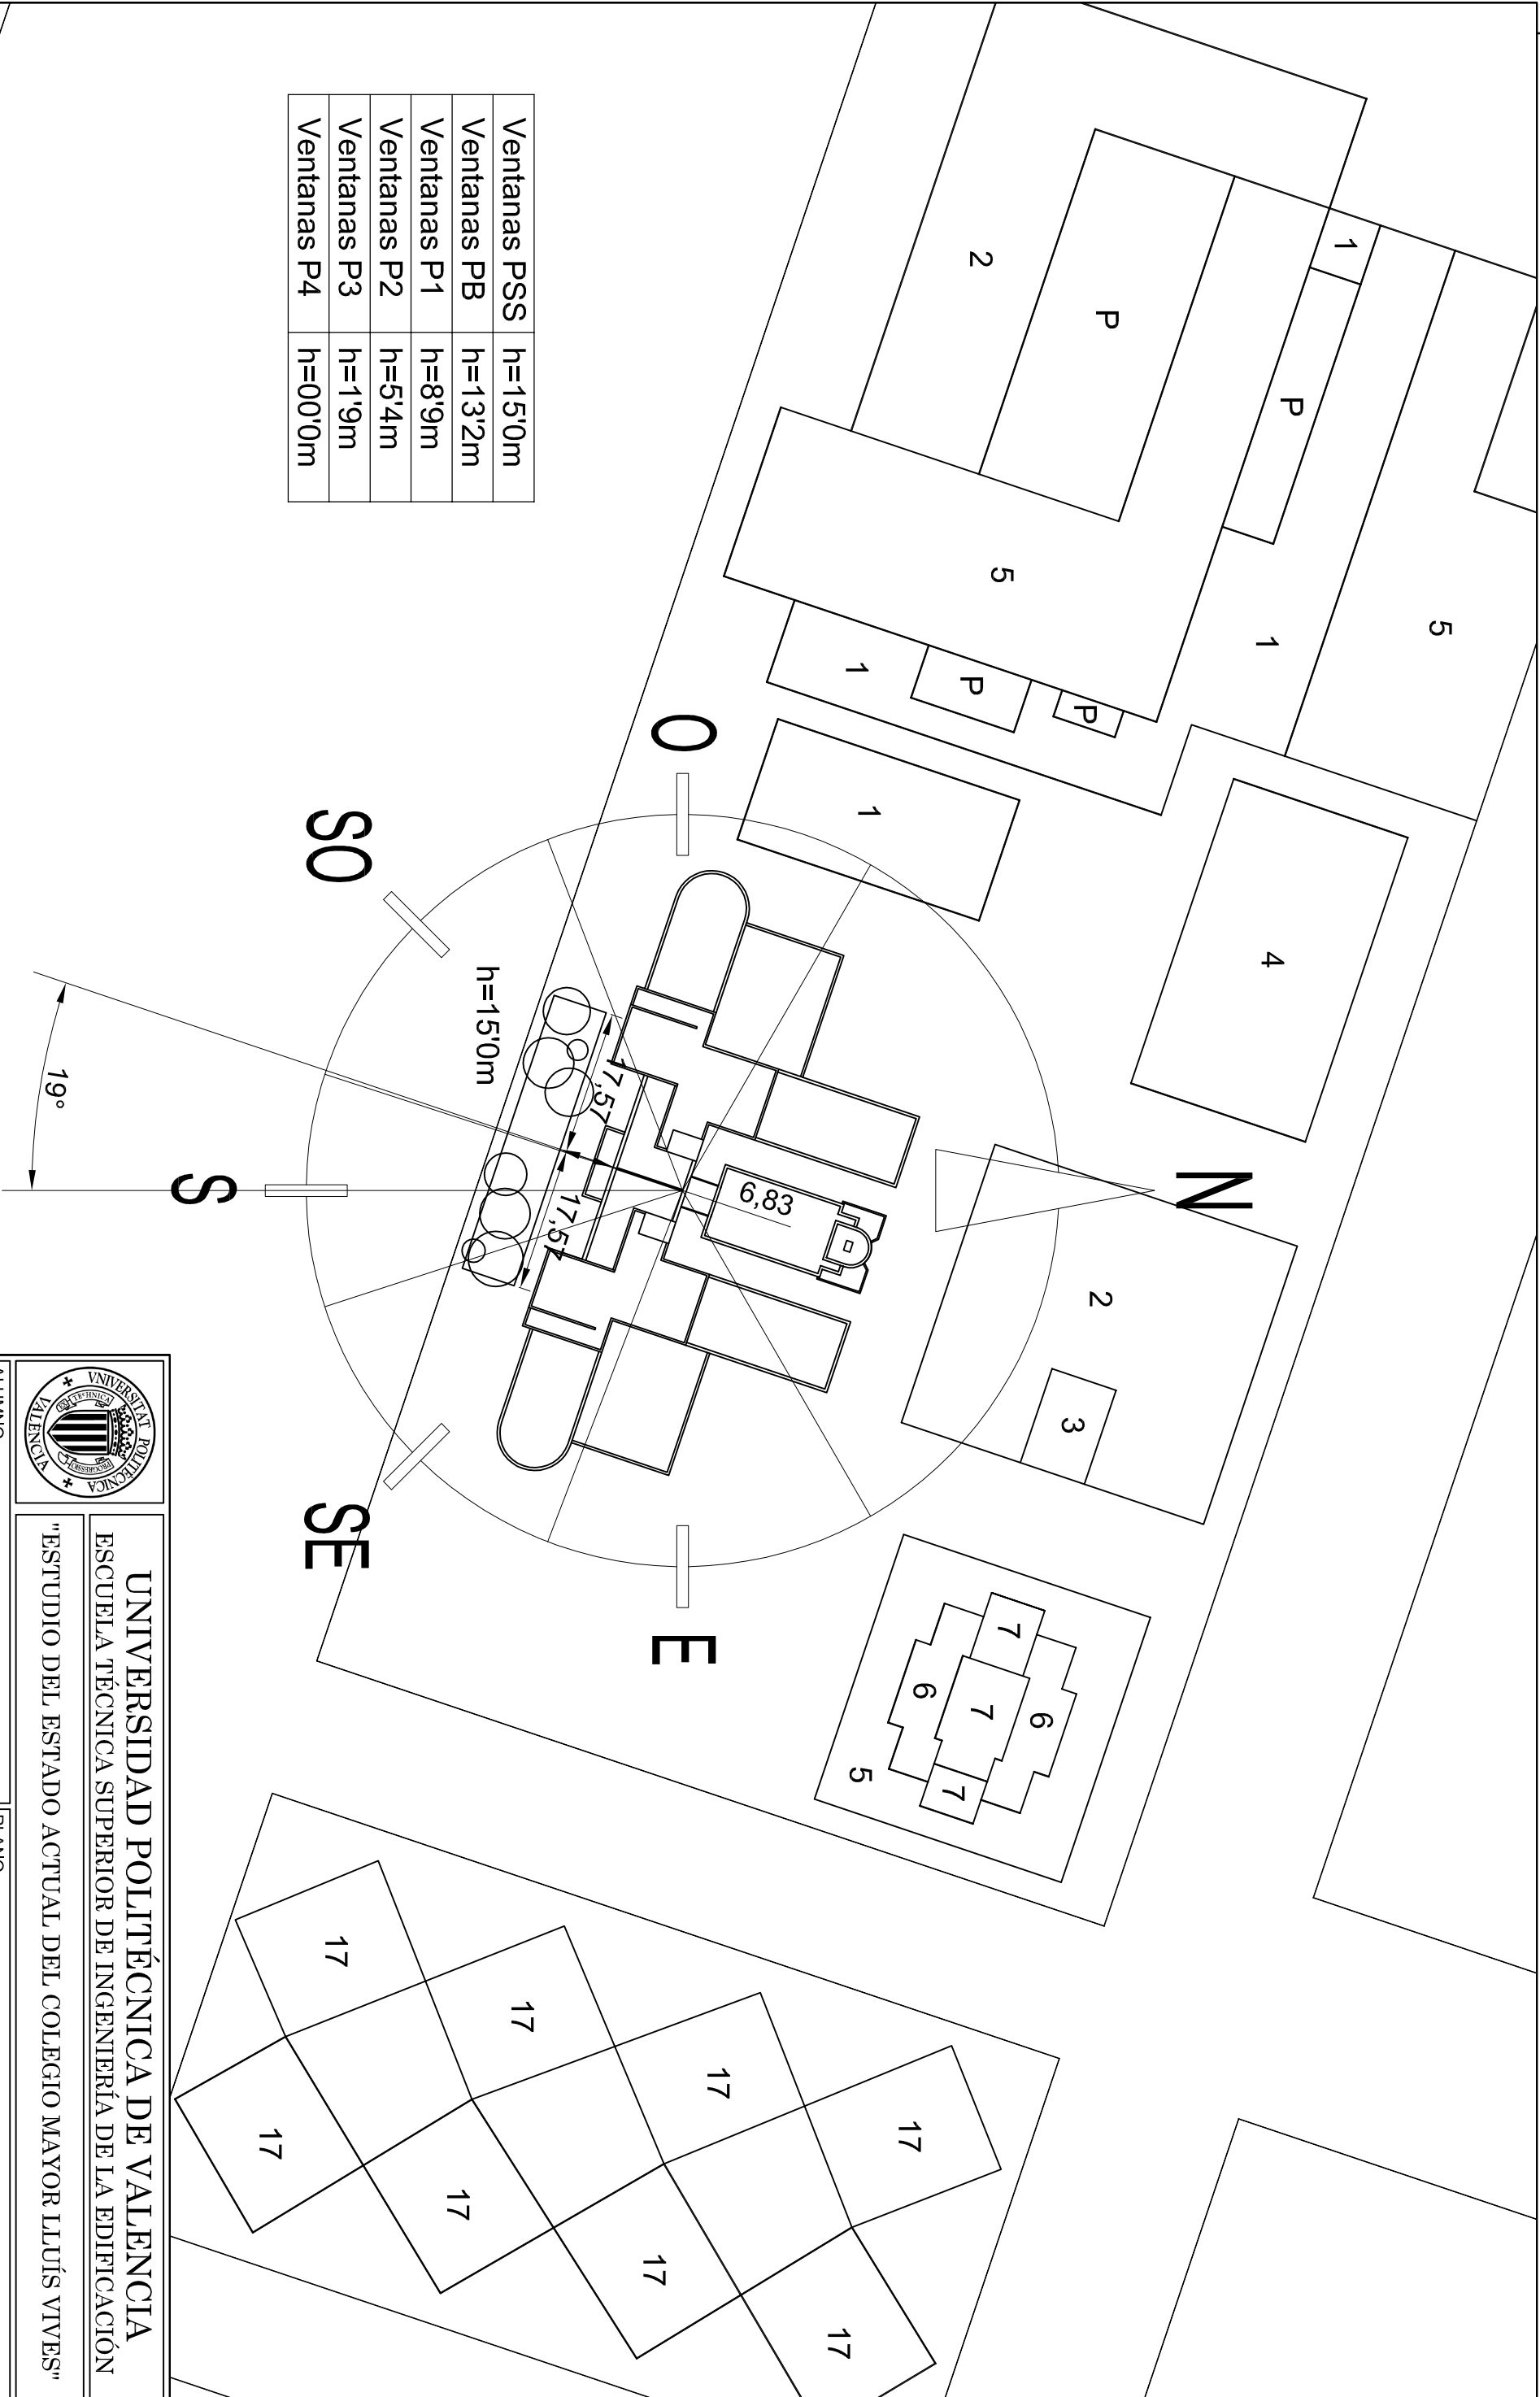 Ventanas PSS h=15'0m
Ventanas PB h=13'2m
Ventanas P1 h=8'9m
Ventanas P2 h=5'4m
Ventanas P3 h=1'9m
Ventanas P4 h=00'0m
5
1
P
1
P
2
5
1
P
P
1
4
1
O
SO
N
S
E
SE
h=15'0m
17,57
17,57
6,83
19°
2
3
7
6
7
6
7
5
17
17
17
17
17
17
17
17
VNIVERSITAT POLITECNICA
VALENCIA
UNIVERSIDAD POLITÉCNICA DE VALENCIA
ESCUELA TÉCNICA SUPERIOR DE INGENIERÍA DE LA EDIFICACIÓN
"ESTUDIO DEL ESTADO ACTUAL DEL COLEGIO MAYOR LLUÍS VIVES"